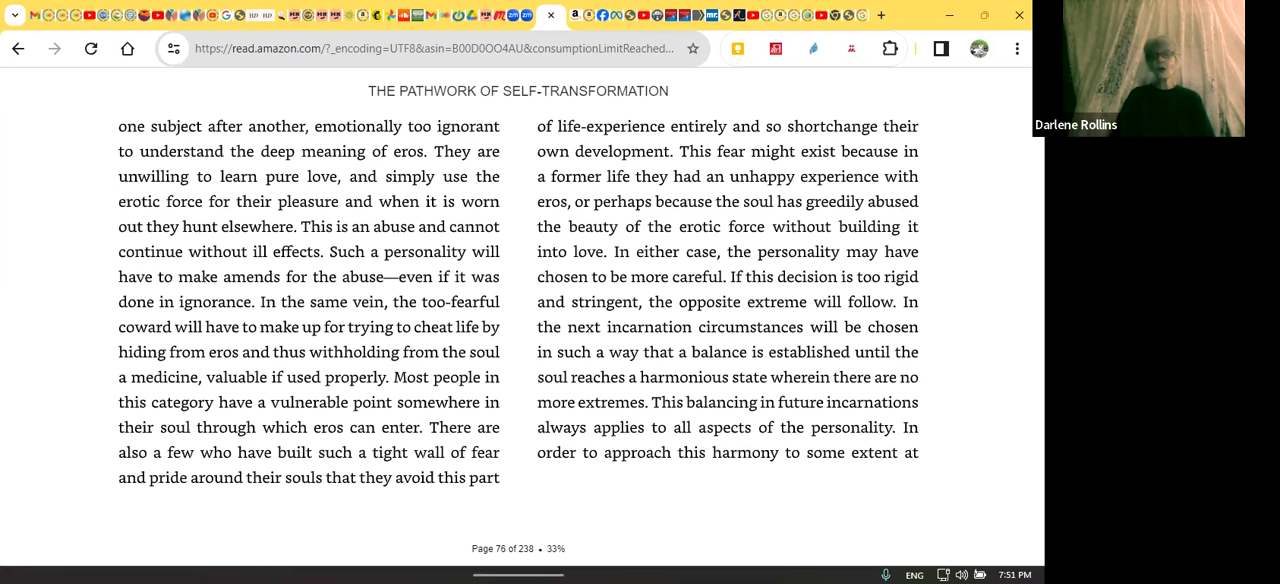 https://read.amazon.com/?_encoding=UTF8&asin=B00D0OO4AU&consumptionLimitReached...
Darlene Rollins
THE PATHWORK OF SELF-TRANSFORMATION
one subject after another, emotionally too ignorant
to understand the deep meaning of eros. They are
unwilling to learn pure love, and simply use the
erotic force for their pleasure and when it is worn
out they hunt elsewhere. This is an abuse and cannot
continue without ill effects. Such a personality will
have to make amends for the abuse—even if it was
done in ignorance. In the same vein, the too-fearful
coward will have to make up for trying to cheat life by
hiding from eros and thus withholding from the soul
a medicine, valuable if used properly. Most people in
this category have a vulnerable point somewhere in
their soul through which eros can enter. There are
also a few who have built such a tight wall of fear
and pride around their souls that they avoid this part
of life-experience entirely and so shortchange their
own development. This fear might exist because in
a former life they had an unhappy experience with
eros, or perhaps because the soul has greedily abused
the beauty of the erotic force without building it
into love. In either case, the personality may have
chosen to be more careful. If this decision is too rigid
and stringent, the opposite extreme will follow. In
the next incarnation circumstances will be chosen
in such a way that a balance is established until the
soul reaches a harmonious state wherein there are no
more extremes. This balancing in future incarnations
always applies to all aspects of the personality. In
order to approach this harmony to some extent at
Page 76 of 238 • 33%
ENG
7:51 PM